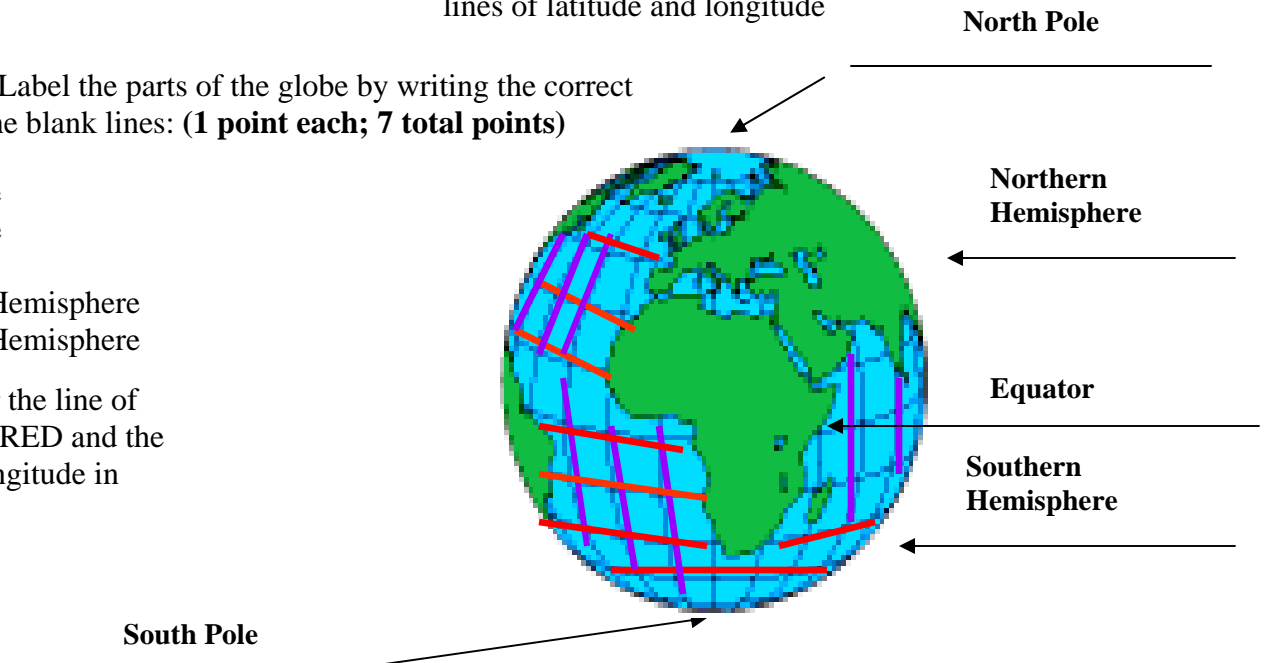 lines of latitude and longitude
North Pole
Label the parts of the globe by writing the correct
blank lines: (1 point each; 7 total points)
Northern
Hemisphere
Hemisphere
Hemisphere
the line of
RED and the
Equator
Southern
Hemisphere
in
South Pole